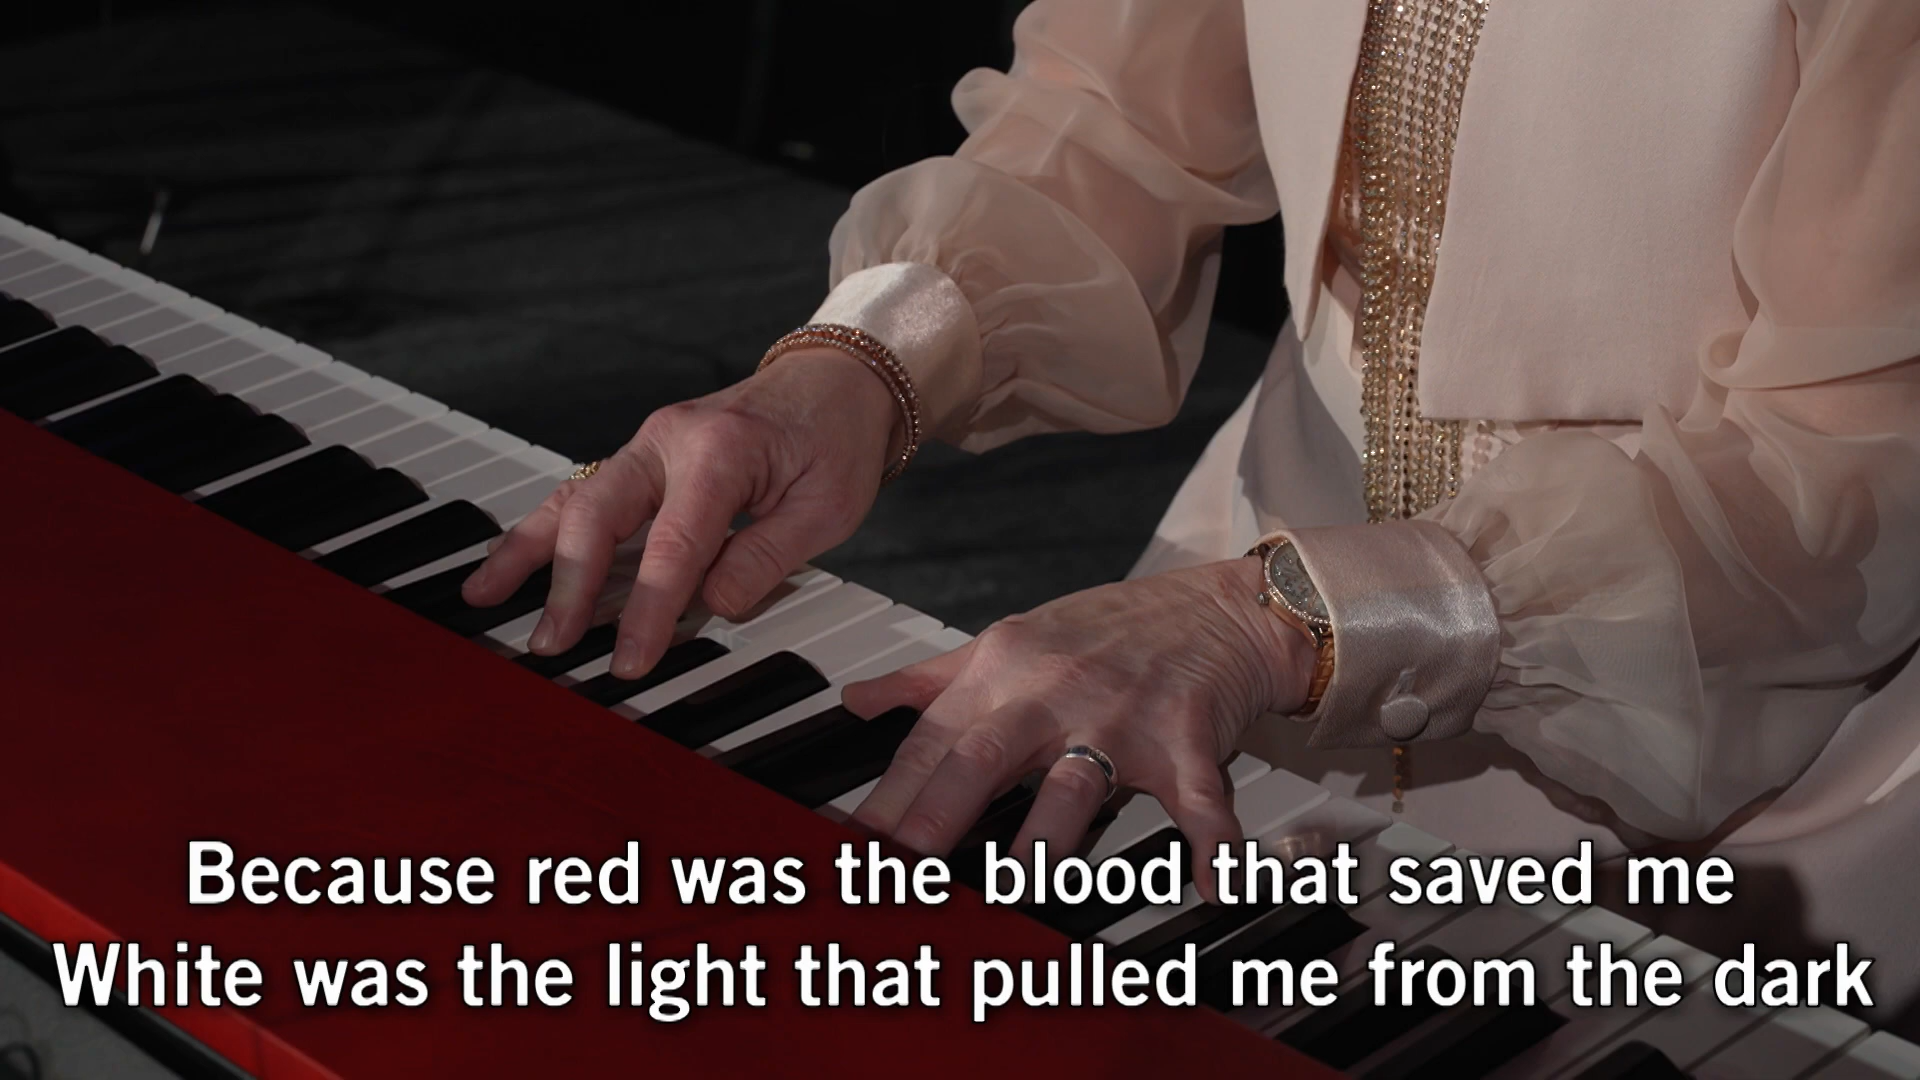 Because red was the blood that saved me
White was the light that pulled me from the dark